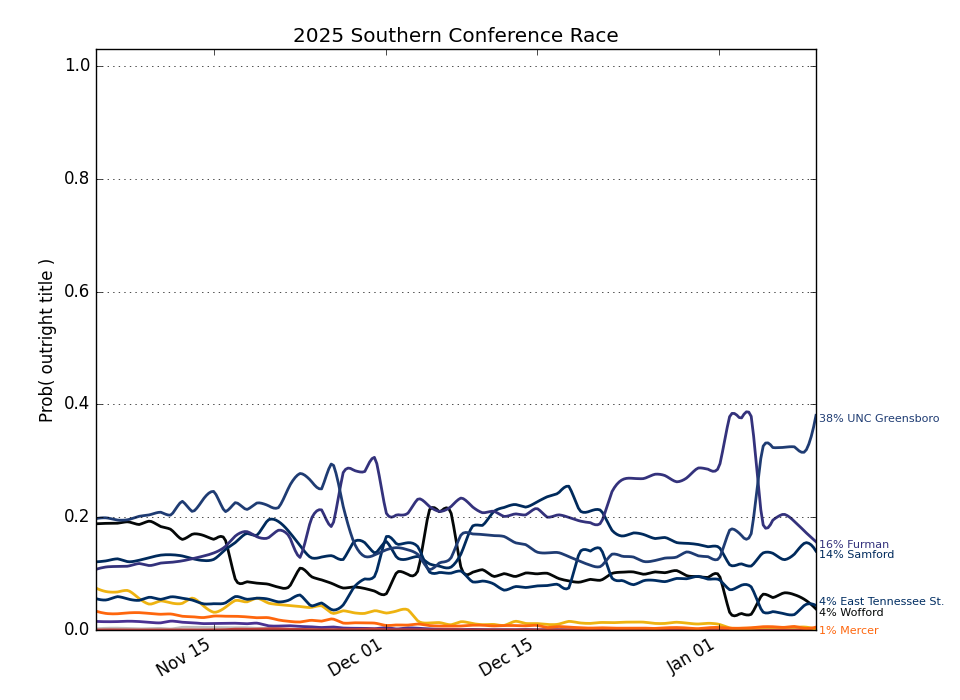 2025 Southern Conference Race
1.0
0.8
0.6
0.4
0.2
0.0
Prob( outright title )
Nov 15
Dec 01
Dec 15
Jan 01
38% UNC Greensboro
16% Furman
14% Samford
4% East Tennessee St.
4% Wofford
1% Mercer